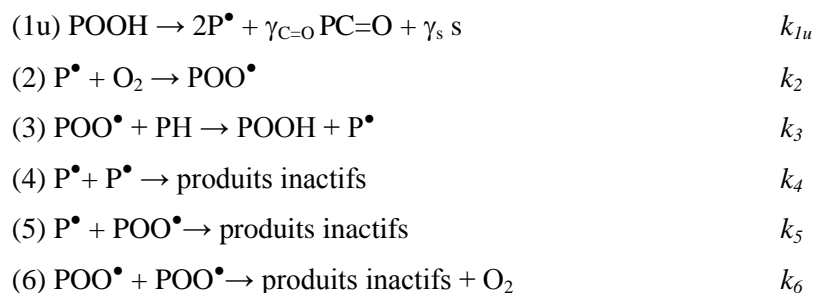 (1u) POOH → 2P● + γC=O PC=O + γs s k1u
(2) P● + O2 → POO● k2
(3) POO● + PH → POOH + P● k3
(4) P●+ P● → produits inactifs k4
(5) P● + POO●→ produits inactifs k5
(6) POO● + POO●→ produits inactifs + O2 k6